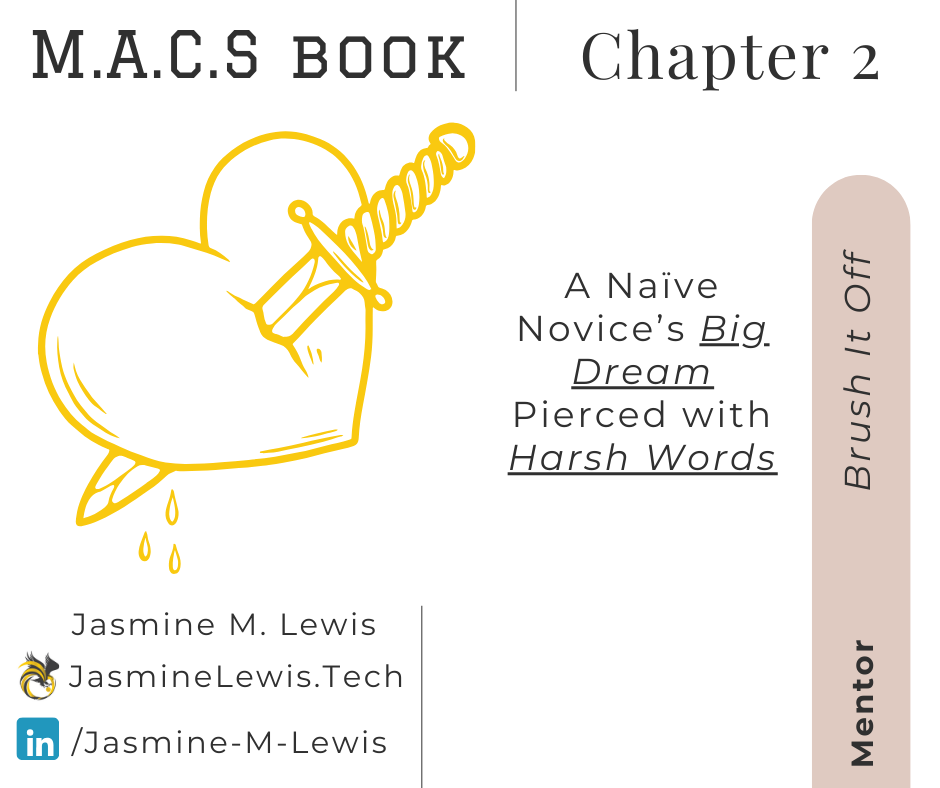 M.A.C.S BOOK
Chapter 2
A Naïve
Novice’s Big
Dream
Pierced with
Harsh Words
Brush It Off
Mentor
Jasmine M. Lewis
JasmineLewis.Tech
in /Jasmine-M-Lewis